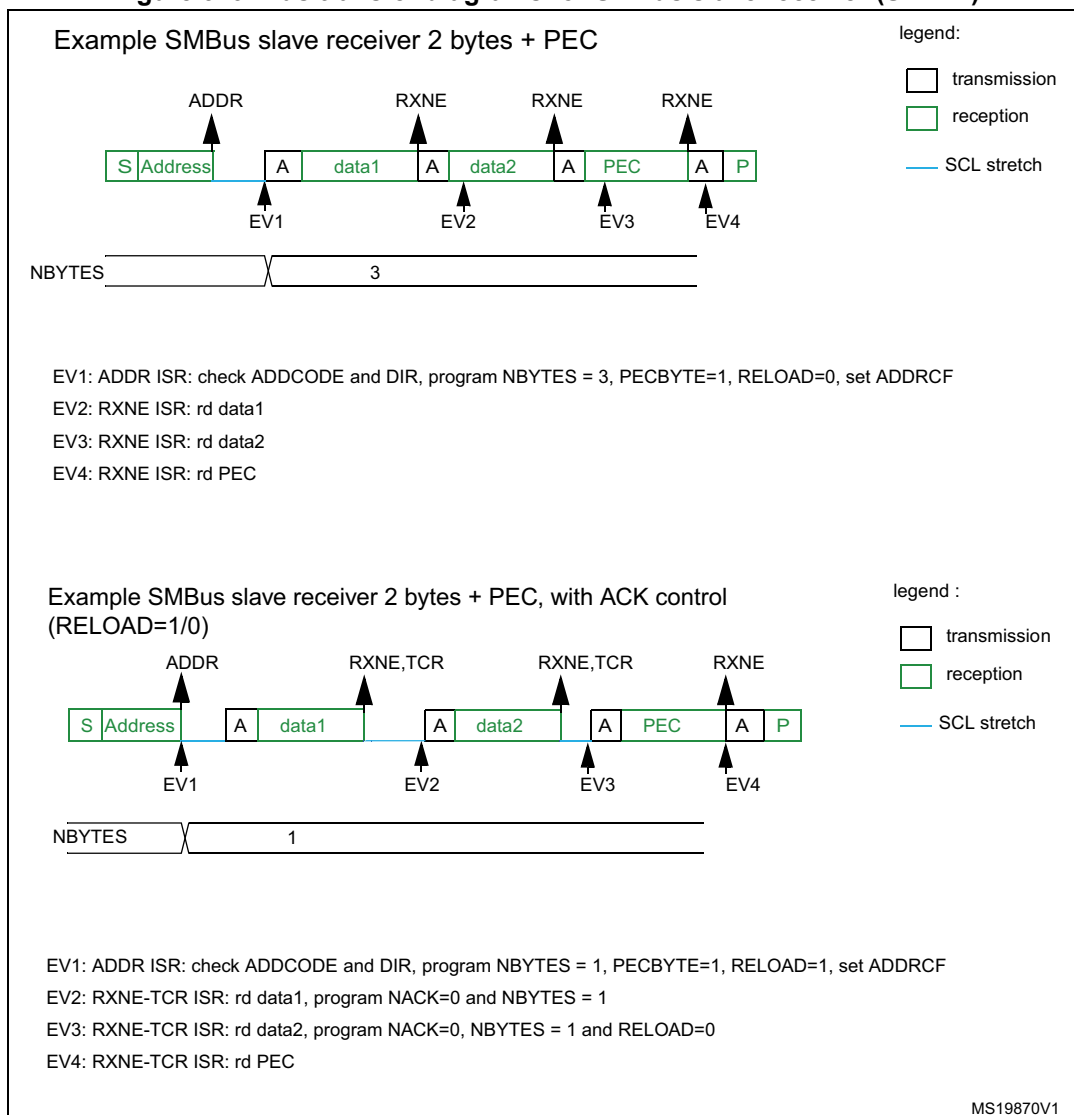 Example SMBus slave receiver 2 bytes + PEC
legend:
transmission
reception
SCL stretch
ADDR RXNE RXNE RXNE
S Address A data1 A data2 A PEC A P
EV1 EV2 EV3 EV4
NBYTES 3
EV1: ADDR ISR: check ADDCODE and DIR, program NBYTES = 3, PECBYTE=1, RELOAD=0, set ADDRCF
EV2: RXNE ISR: rd data1
EV3: RXNE ISR: rd data2
EV4: RXNE ISR: rd PEC
Example SMBus slave receiver 2 bytes + PEC, with ACK control
(RELOAD=1/0)
legend :
transmission
reception
SCL stretch
ADDR RXNE,TCR RXNE,TCR RXNE
S Address A data1 A data2 A PEC A P
EV1 EV2 EV3 EV4
NBYTES 1
EV1: ADDR ISR: check ADDCODE and DIR, program NBYTES = 1, PECBYTE=1, RELOAD=1, set ADDRCF
EV2: RXNE-TCR ISR: rd data1, program NACK=0 and NBYTES = 1
EV3: RXNE-TCR ISR: rd data2, program NACK=0, NBYTES = 1 and RELOAD=0
EV4: RXNE-TCR ISR: rd PEC
MS19870V1